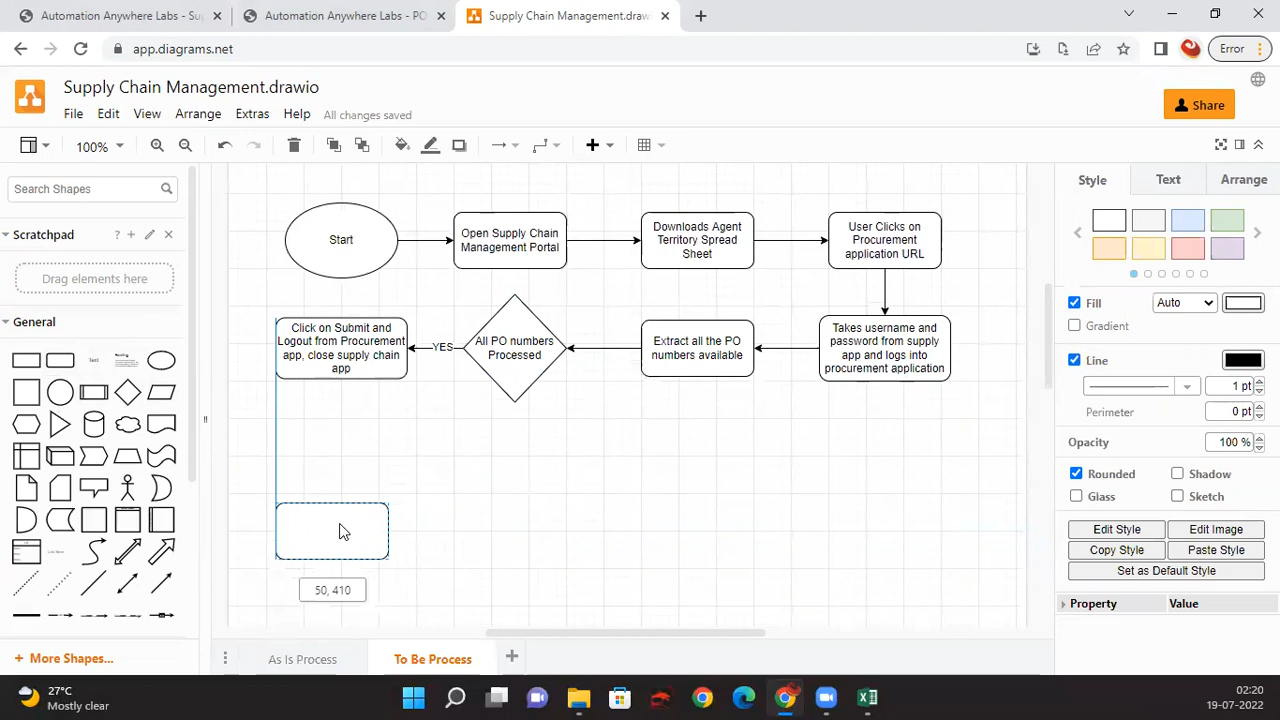 Automation Anywhere Labs - Su
Automation Anywhere Labs - PO
Supply Chain Management.draw
app.diagrams.net
Error
Supply Chain Management.drawio
File Edit View Arrange Extras Help All changes saved
Share
100%
Search Shapes
Scratchpad
Drag elements here
General
Text
Heading
List Item
More Shapes...
Start
Open Supply Chain
Management Portal
Downloads Agent
Territory Spread
Sheet
User Clicks on
Procurement
application URL
Click on Submit and
Logout from Procurement
app, close supply chain
app
YES
All PO numbers
Processed
Extract all the PO
numbers available
Takes username and
password from supply
app and logs into
procurement application
50, 410
As Is Process
To Be Process
Style Text Arrange
Fill Auto
Gradient
Line
1 pt
Perimeter 0 pt
Opacity 100 %
Rounded Shadow
Glass Sketch
Edit Style Edit Image
Copy Style Paste Style
Set as Default Style
Property Value
27°C
Mostly clear
02:20
19-07-2022